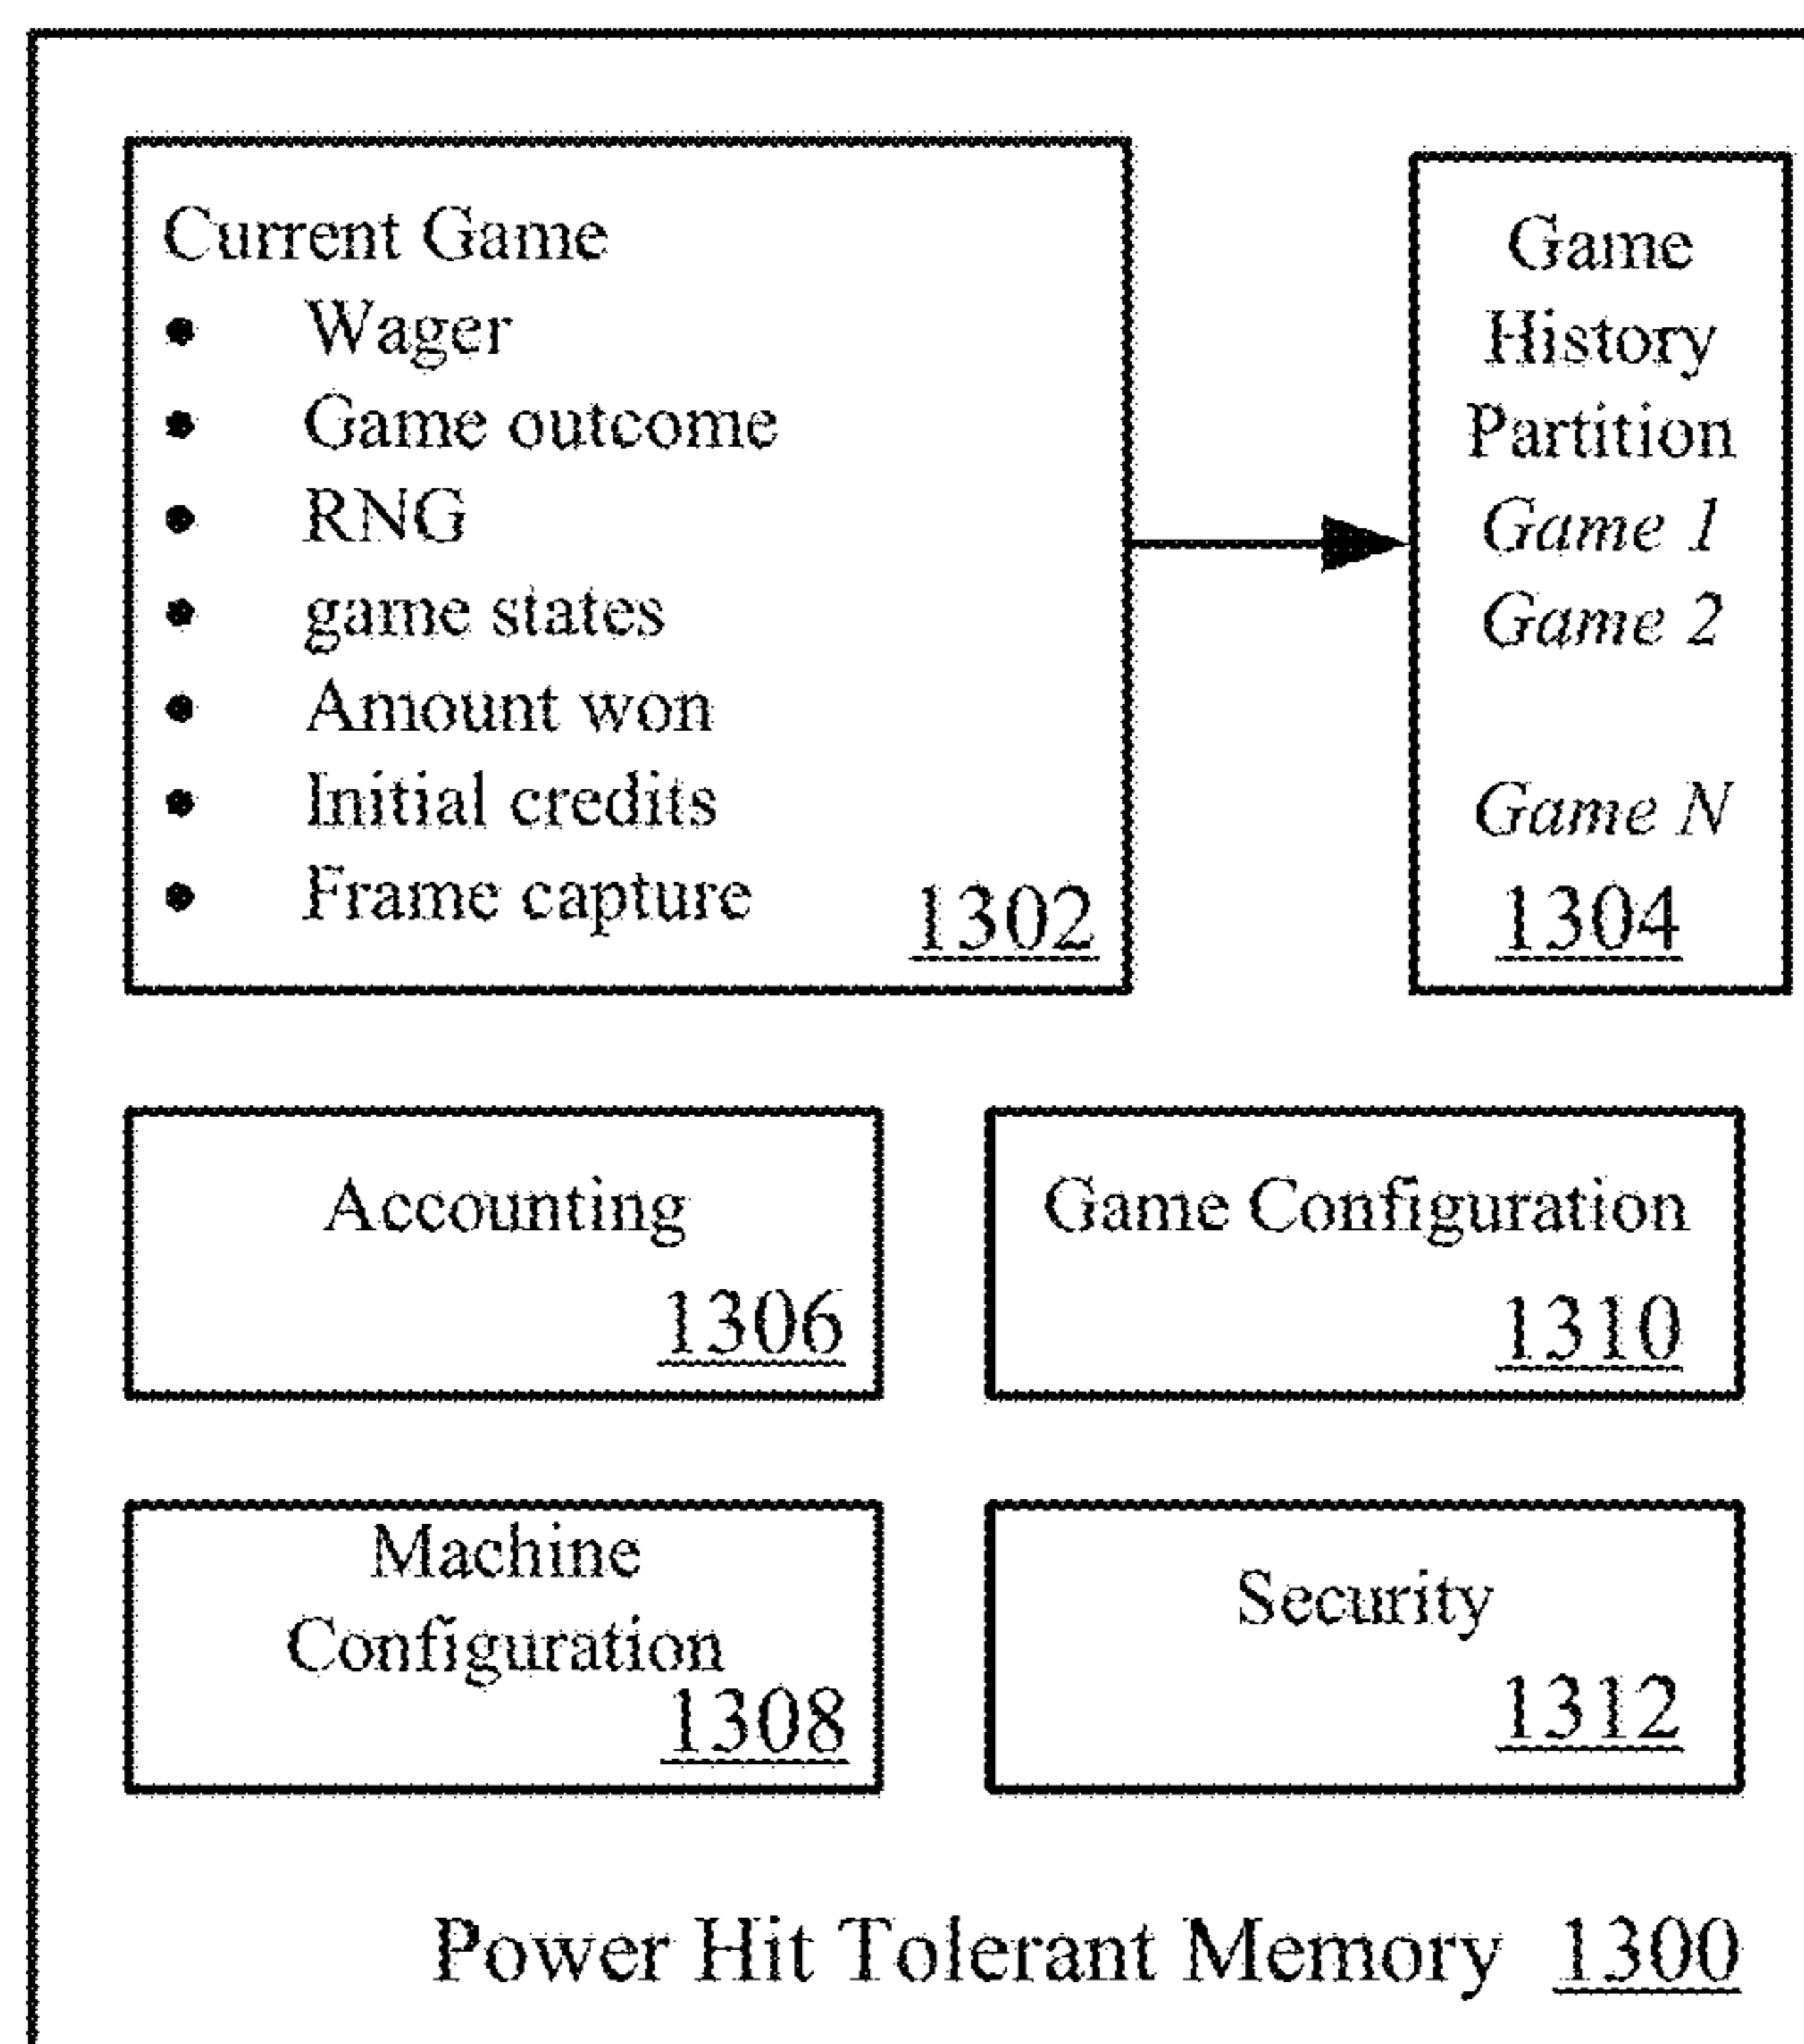 Current Game
• Wager
• Game outcome
• RNG
• game states
• Amount won
• Initial credits
• Frame capture
1302
Game
History
Partition
Game 1
Game 2
Game N
1304
Accounting
1306
Game Configuration
1310
Machine
Configuration
1308
Security
1312
Power Hit Tolerant Memory 1300